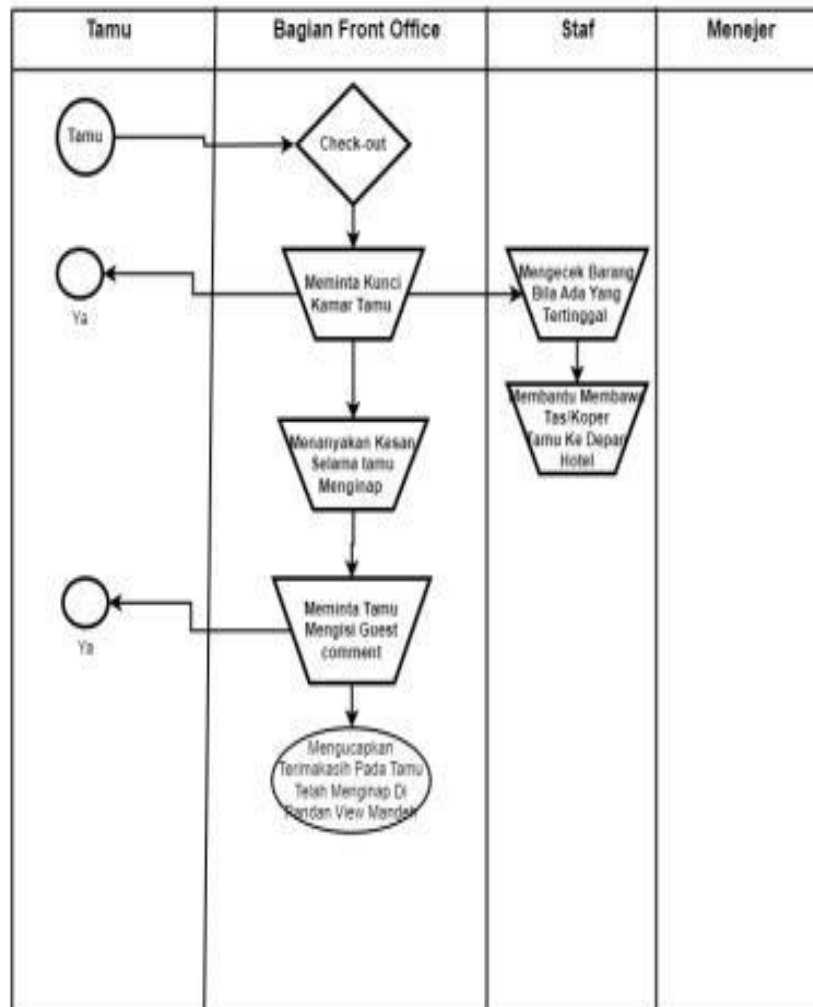 Tamu
Bagian Front Office
Staf
Menejer
Tamu
Check-out
Ya
Meminta Kunci
Kamar Tamu
Mengecek Barang
Bila Ada Yang
Tertinggal
Membantu Membawa
Tas/Koper
Tamu Ke Depan
Hotel
Menanyakan Kesan
Selama tamu
Menginap
Ya
Meminta Tamu
Mengisi Guest
comment
Mengucapkan
Terimakasih Pada Tamu
Telah Menginap Di
Pandan View Mandeh